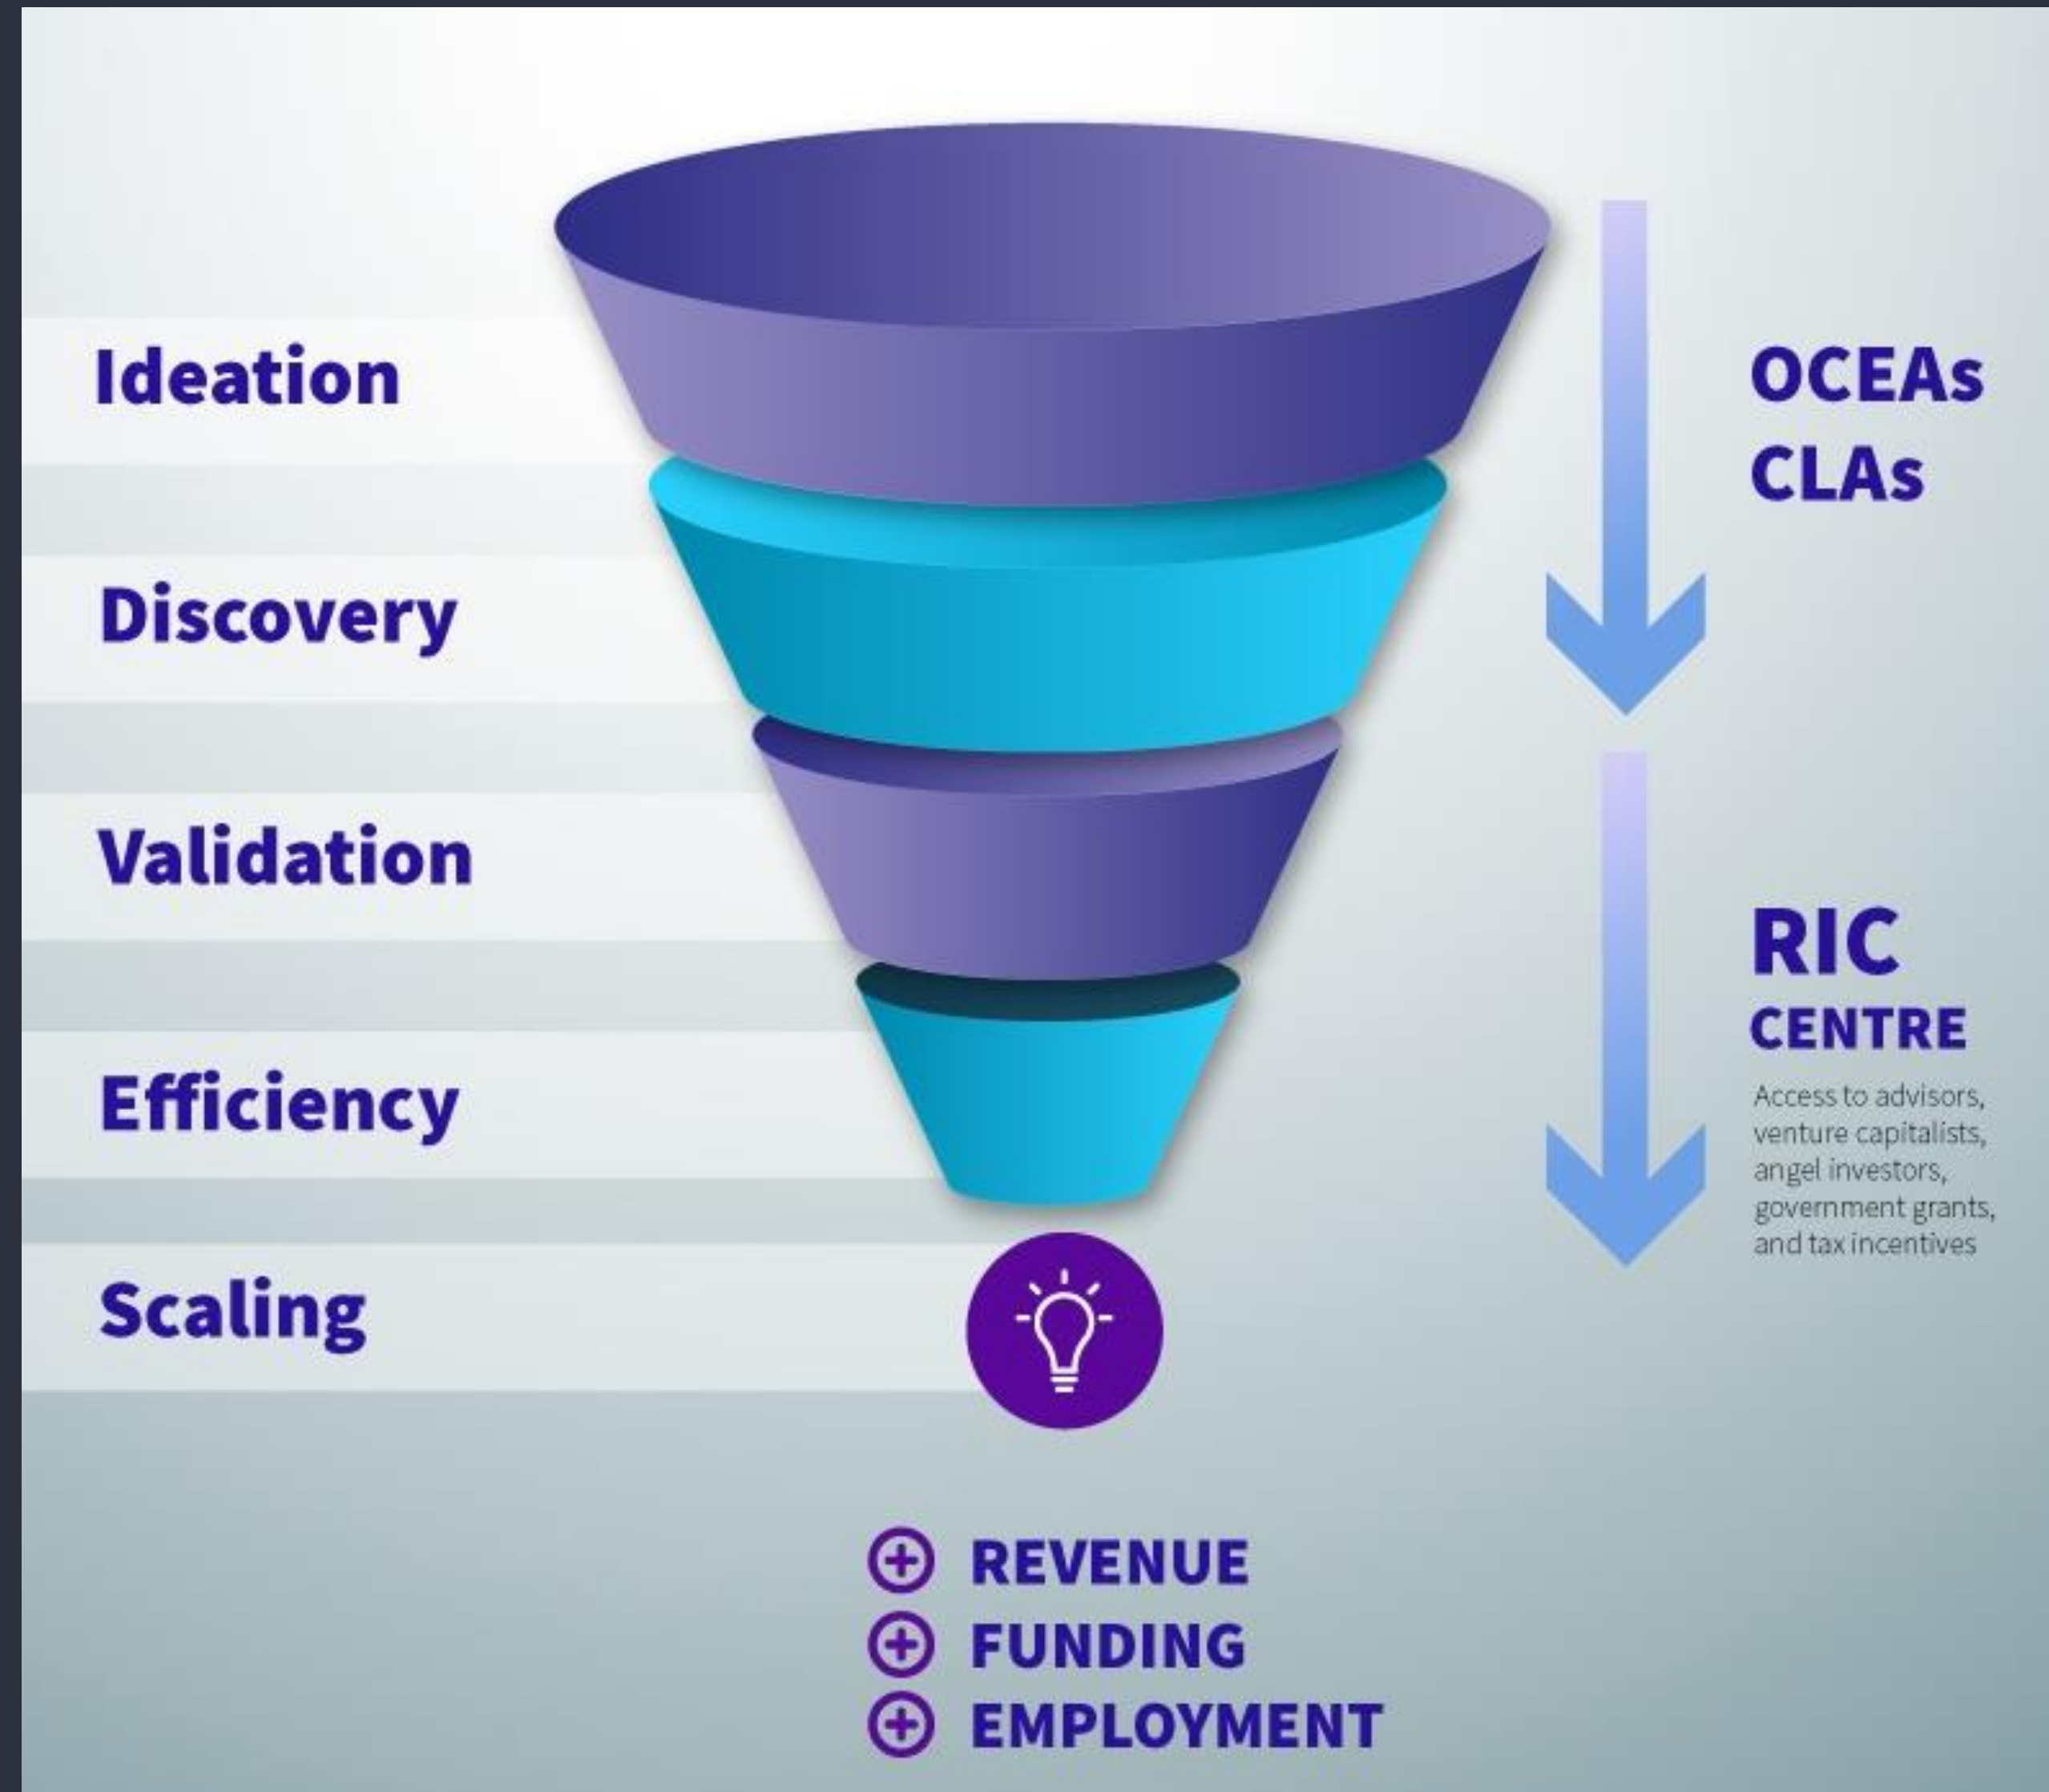 Ideation
Discovery
Validation
Efficiency
Scaling
OCEAs
CLAs
RIC
CENTRE
Access to advisors,
venture capitalists,
angel investors,
government grants,
and tax incentives
REVENUE
FUNDING
EMPLOYMENT